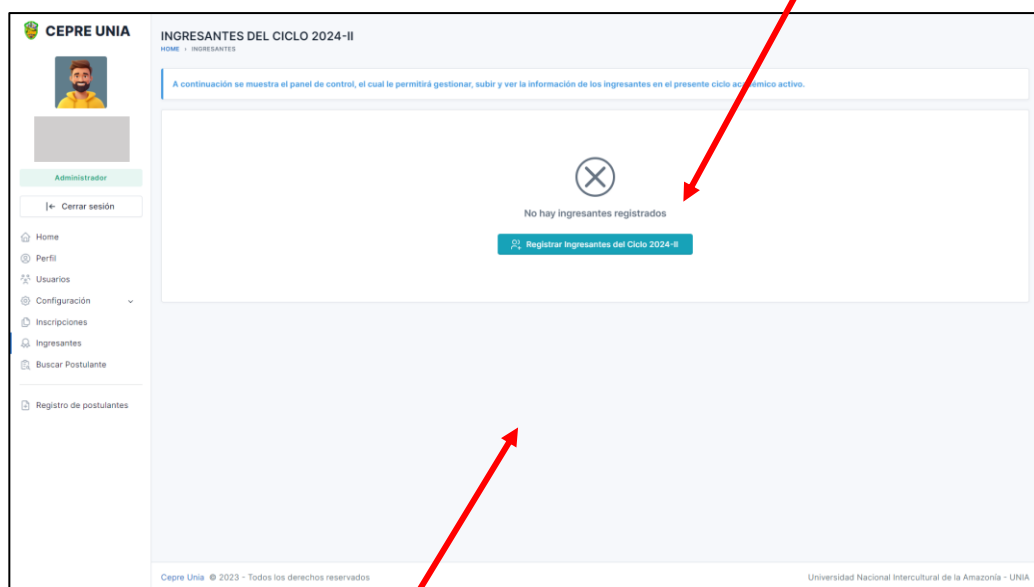 CEPRE UNIA
INGRESANTES DEL CICLO 2024-II
HOME › INGRESANTES
A continuación se muestra el panel de control, el cual le permitirá gestionar, subir y ver la información de los ingresantes en el presente ciclo académico activo.
Administrador
Cerrar sesión
Home
Perfil
Usuarios
Configuración
Inscripciones
Ingresantes
Buscar Postulante
Registro de postulantes
No hay ingresantes registrados
Registrar Ingresantes del Ciclo 2024-II
Cepre Unia © 2023 - Todos los derechos reservados
Universidad Nacional Intercultural de la Amazonía - UNIA